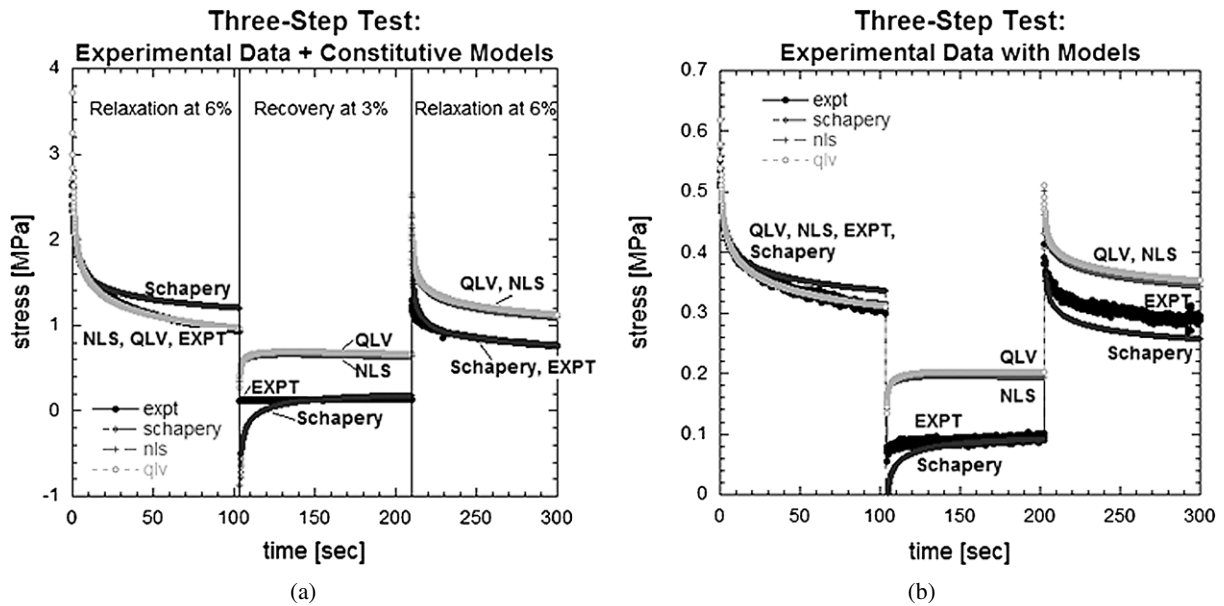 Three-Step Test:
Experimental Data + Constitutive Models
4
3
2
1
0
-1
stress [MPa]
Relaxation at 6%
Recovery at 3%
Relaxation at 6%
Schapery
NLS, QLV, EXPT
QLV
NLS
EXPT
Schapery
QLV, NLS
Schapery, EXPT
expt
schapery
nls
qlv
0 50 100 150 200 250 300
time [sec]
(a)
Three-Step Test:
Experimental Data with Models
0.7
0.6
0.5
0.4
0.3
0.2
0.1
0
stress [MPa]
expt
schapery
nls
qlv
QLV, NLS, EXPT,
Schapery
QLV
NLS
EXPT
Schapery
QLV, NLS
EXPT
Schapery
0 50 100 150 200 250 300
time [sec]
(b)